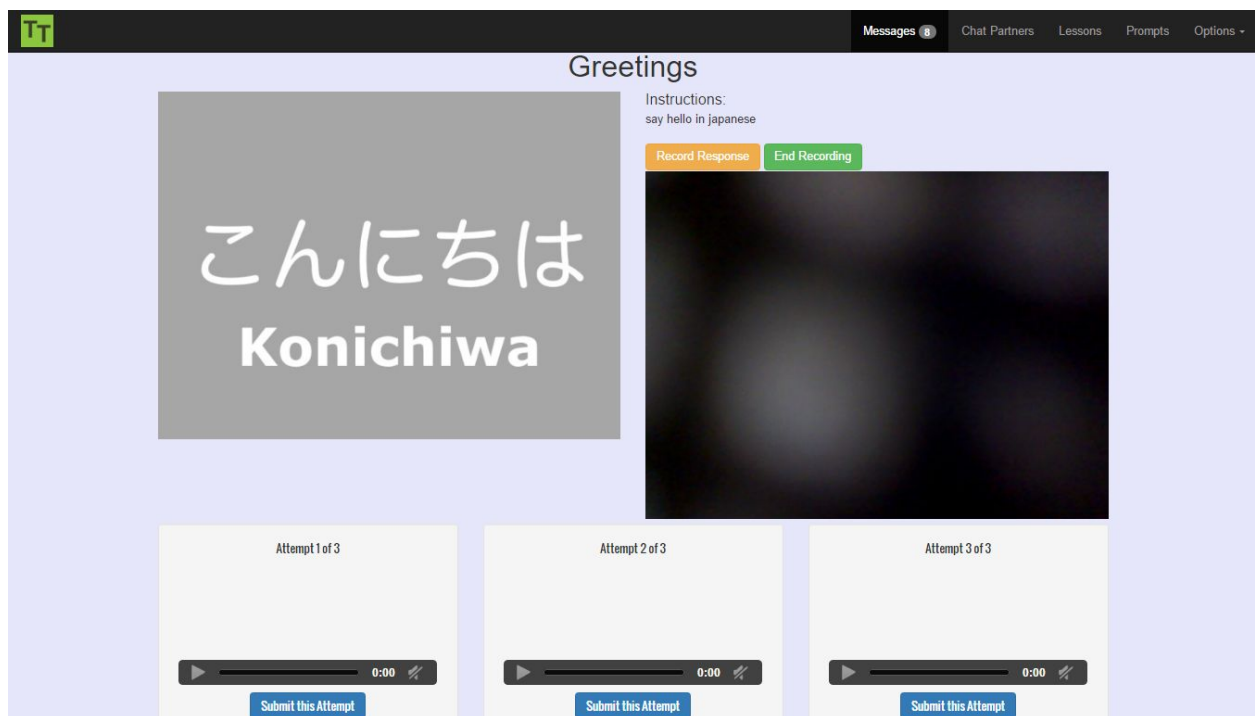 TT
Messages 8 Chat Partners Lessons Prompts Options
Greetings
こんにちは
Konichiwa
Instructions:
say hello in japanese
Record Response End Recording
Attempt 1 of 3
0:00
Submit this Attempt
Attempt 2 of 3
0:00
Submit this Attempt
Attempt 3 of 3
0:00
Submit this Attempt